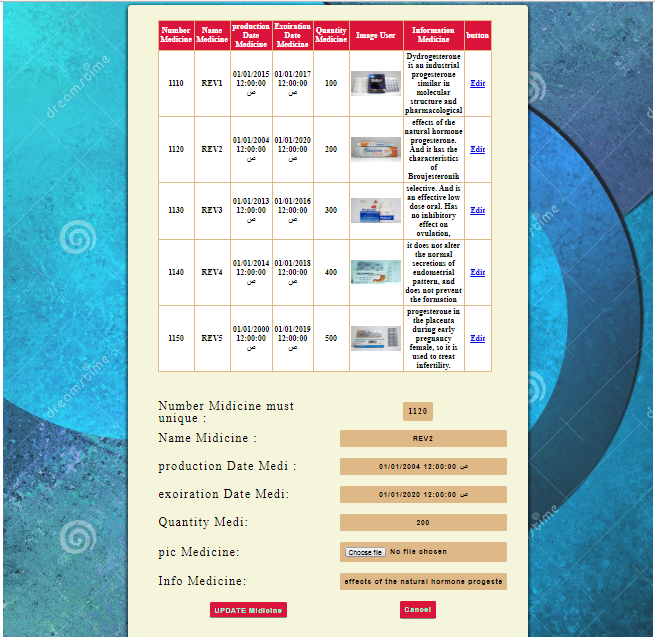 Number Medicine Name Medicine production Date Medicine Exoiration Date Medicine Quantity Medicine Image User Information Medicine button
1110 REV1 01/01/2015 12:00:00 ص 01/01/2017 12:00:00 ص 100 Dydrogesterone is an industrial progesterone similar in molecular structure and pharmacological Edit
1120 REV2 01/01/2004 12:00:00 ص 01/01/2020 12:00:00 ص 200 effects of the natural hormone progesterone. And it has the characteristics of Broujesteronih Edit
1130 REV3 01/01/2013 12:00:00 ص 01/01/2016 12:00:00 ص 300 selective. And is an effective low dose oral. Has no inhibitory effect on ovulation, Edit
1140 REV4 01/01/2014 12:00:00 ص 01/01/2018 12:00:00 ص 400 it does not alter the normal secretions of endometrial pattern, and does not prevent the formation Edit
1150 REV5 01/01/2000 12:00:00 ص 01/01/2019 12:00:00 ص 500 progesterone in the placenta during early pregnancy female, so it is used to treat infertility. Edit
Number Midicine must
unique : 1120
Name Midicine : REV2
production Date Medi : 01/01/2004 12:00:00 ص
exoiration Date Medi: 01/01/2020 12:00:00 ص
Quantity Medi: 200
pic Medicine: Choose file No file chosen
Info Medicine: effects of the natural hormone progeste
UPDATE Midicine Cancel
dreamstime
dreamstime